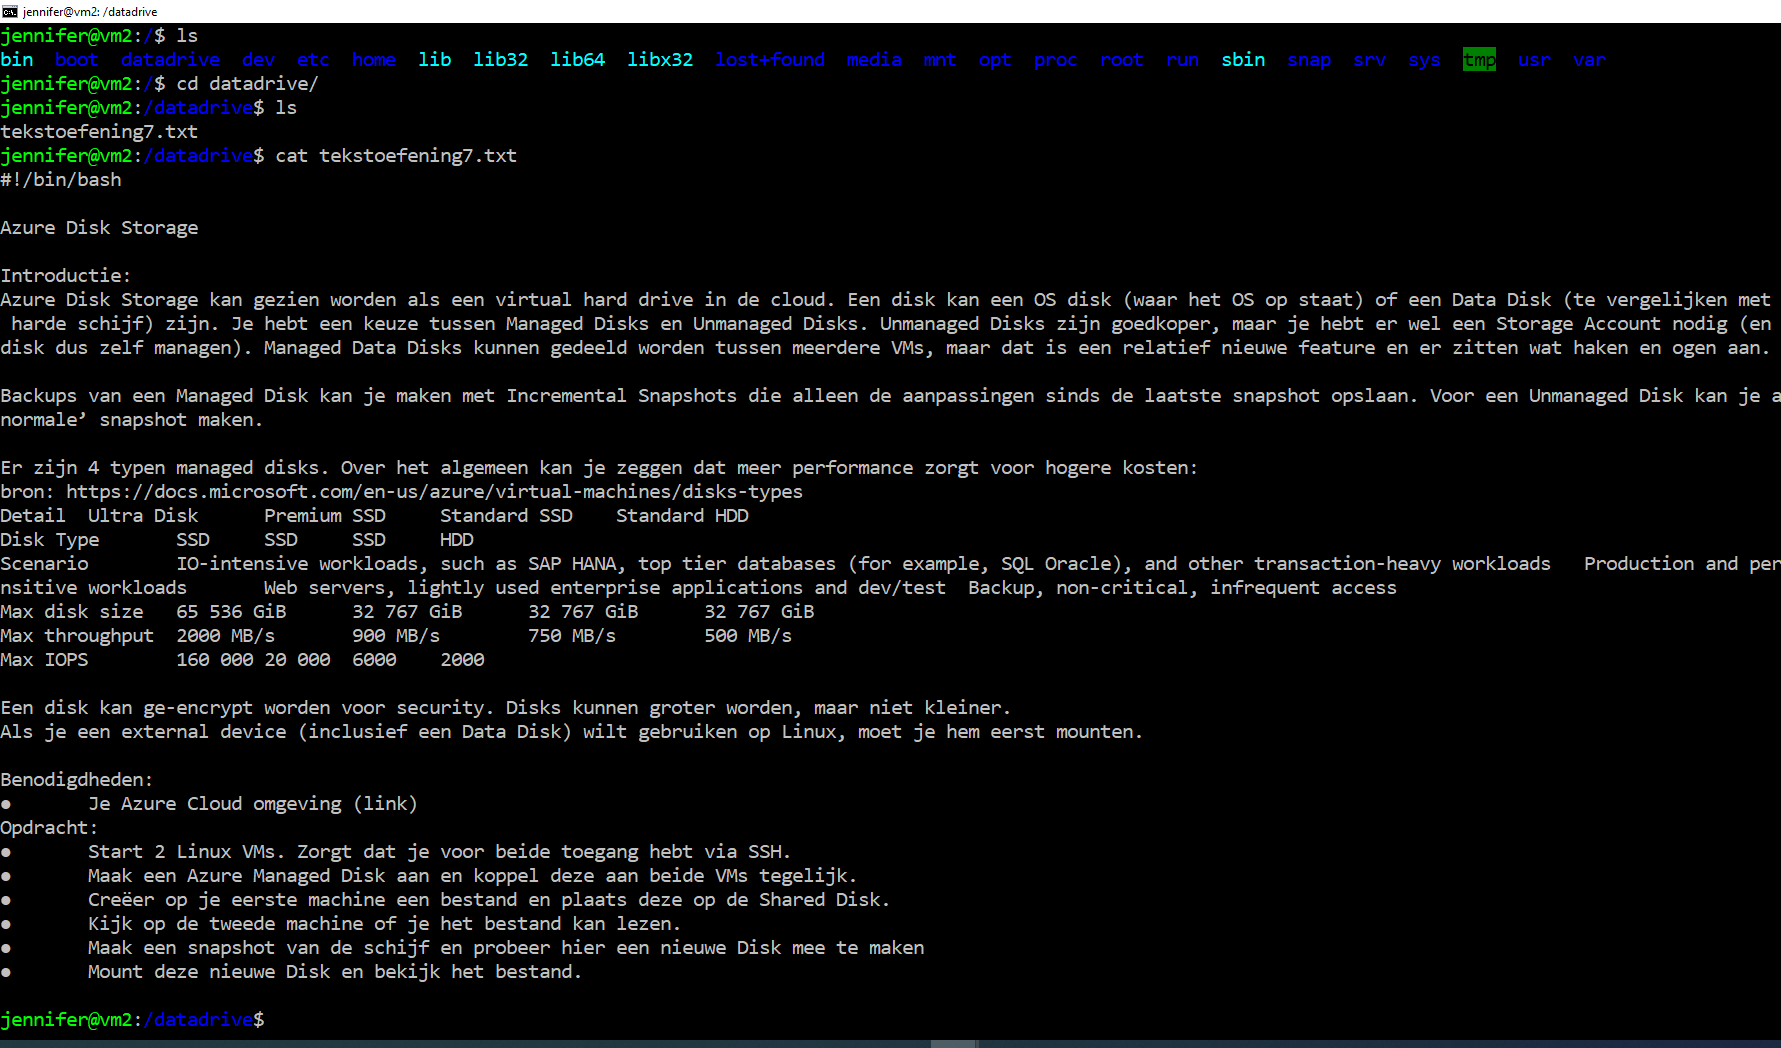 jennifer@vm2: /datadrive
jennifer@vm2:/$ ls
bin boot datadrive dev etc home lib lib32 lib64 libx32 lost+found media mnt opt proc root run sbin snap srv sys tmp usr var
jennifer@vm2:/$ cd datadrive/
jennifer@vm2:/datadrive$ ls
tekstoefening7.txt
jennifer@vm2:/datadrive$ cat tekstoefening7.txt
#!/bin/bash
Azure Disk Storage
Introductie:
Azure Disk Storage kan gezien worden als een virtual hard drive in de cloud. Een disk kan een OS disk (waar het OS op staat) of een Data Disk (te vergelijken met
harde schijf) zijn. Je hebt een keuze tussen Managed Disks en Unmanaged Disks. Unmanaged Disks zijn goedkoper, maar je hebt er wel een Storage Account nodig (en
disk dus zelf managen). Managed Data Disks kunnen gedeeld worden tussen meerdere VMs, maar dat is een relatief nieuwe feature en er zitten wat haken en ogen aan.
Backups van een Managed Disk kan je maken met Incremental Snapshots die alleen de aanpassingen sinds de laatste snapshot opslaan. Voor een Unmanaged Disk kan je a
normale’ snapshot maken.
Er zijn 4 typen managed disks. Over het algemeen kan je zeggen dat meer performance zorgt voor hogere kosten:
bron: https://docs.microsoft.com/en-us/azure/virtual-machines/disks-types
Detail Ultra Disk Premium SSD Standard SSD Standard HDD
Disk Type SSD SSD SSD HDD
Scenario IO-intensive workloads, such as SAP HANA, top tier databases (for example, SQL Oracle), and other transaction-heavy workloads Production and per
nsitive workloads Web servers, lightly used enterprise applications and dev/test Backup, non-critical, infrequent access
Max disk size 65 536 GiB 32 767 GiB 32 767 GiB 32 767 GiB
Max throughput 2000 MB/s 900 MB/s 750 MB/s 500 MB/s
Max IOPS 160 000 20 000 6000 2000
Een disk kan ge-encrypt worden voor security. Disks kunnen groter worden, maar niet kleiner.
Als je een external device (inclusief een Data Disk) wilt gebruiken op Linux, moet je hem eerst mounten.
Benodigdheden:
● Je Azure Cloud omgeving (link)
Opdracht:
● Start 2 Linux VMs. Zorgt dat je voor beide toegang hebt via SSH.
● Maak een Azure Managed Disk aan en koppel deze aan beide VMs tegelijk.
● Creëer op je eerste machine een bestand en plaats deze op de Shared Disk.
● Kijk op de tweede machine of je het bestand kan lezen.
● Maak een snapshot van de schijf en probeer hier een nieuwe Disk mee te maken
● Mount deze nieuwe Disk en bekijk het bestand.
jennifer@vm2:/datadrive$